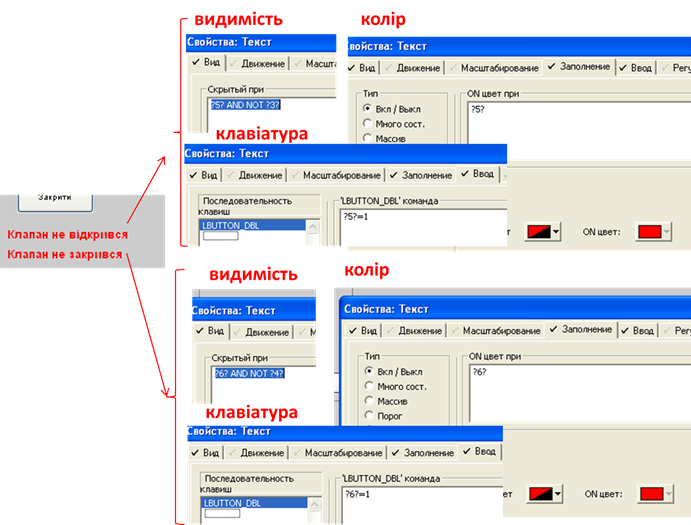 видимість
колір
Свойства: Текст
Вид Движение Масшта
Скрытый при
?5? AND NOT ?3?
Свойства: Текст
Вид Движение Масштабирование Заполнение Ввод Регу
Тип
Вкл / Выкл
Много сост.
Массив
ON цвет при
?5?
клавіатура
Свойства: Текст
Вид Движение Масштабирование Заполнение Ввод
Последовательность
клавиш
LBUTTON_DBL
'LBUTTON_DBL' команда
?5?=1
т
ON цвет:
Закрити
Клапан не відкрився
Клапан не закрився
видимість
колір
Свойства: Текст
Вид Движение М
Скрытый при
?6? AND NOT ?4?
Свойства: Текст
Вид Движение Масштабирование Заполнение Ввод Рег
Тип
Вкл / Выкл
Много сост.
Массив
Порог
ON цвет при
?6?
клавіатура
Свойства: Текст
Вид Движение Масштабирование Заполнение Ввод
Последовательность
клавиш
LBUTTON_DBL
'LBUTTON_DBL' команда
?6?=1
ет
ON цвет: